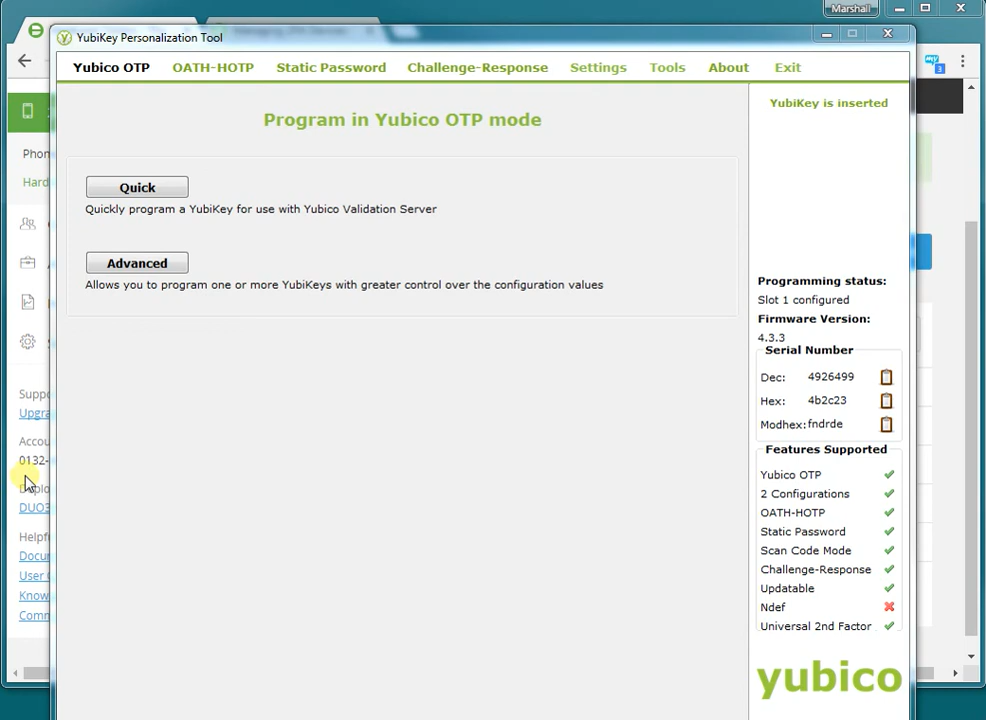 Marshall
YubiKey Personalization Tool
Yubico OTP OATH-HOTP Static Password Challenge-Response Settings Tools About Exit
YubiKey is inserted
Program in Yubico OTP mode
Quick
Quickly program a YubiKey for use with Yubico Validation Server
Advanced
Allows you to program one or more YubiKeys with greater control over the configuration values
Programming status:
Slot 1 configured
Firmware Version:
4.3.3
Serial Number
Dec: 4926499
Hex: 4b2c23
Modhex: fndrde
Features Supported
Yubico OTP
2 Configurations
OATH-HOTP
Static Password
Scan Code Mode
Challenge-Response
Updatable
Ndef
Universal 2nd Factor
yubico
Phon
Hard
Suppo
Upgra
Accou
0132-
Deplo
DUO3
Helpf
Docum
User
Know
Comm